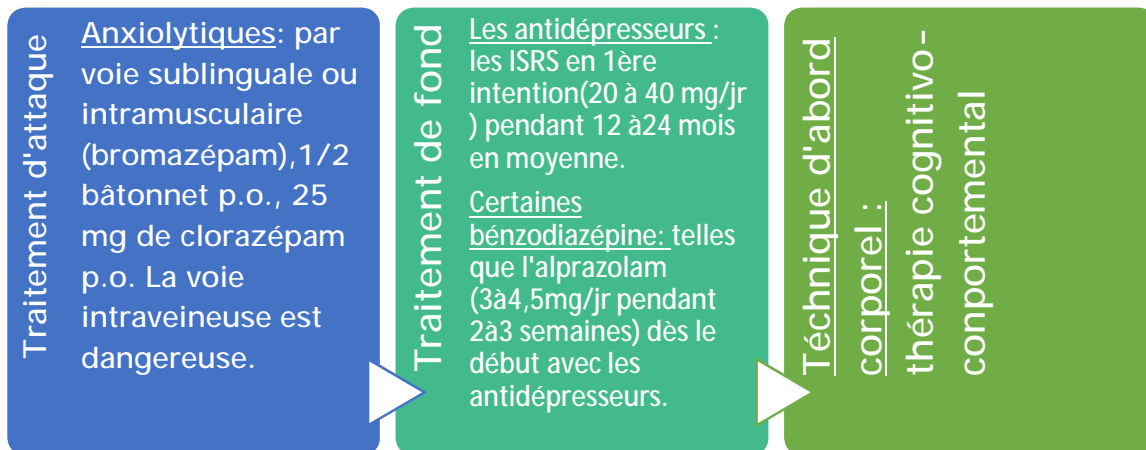 Traitement d'attaque
Anxiolytiques: par
voie sublinguale ou
intramusculaire
(bromazépam),1/2
bâtonnet p.o., 25
mg de clorazépam
p.o. La voie
intraveineuse est
dangereuse.
Traitement de fond
Les antidépresseurs :
les ISRS en 1ère
intention(20 à 40 mg/jr
) pendant 12 à24 mois
en moyenne.
Certaines
bénzodiazépine: telles
que l'alprazolam
(3à4,5mg/jr pendant
2à3 semaines) dès le
début avec les
antidépresseurs.
Téchnique d'abord
corporel :
thérapie cognitivo-
conportemental